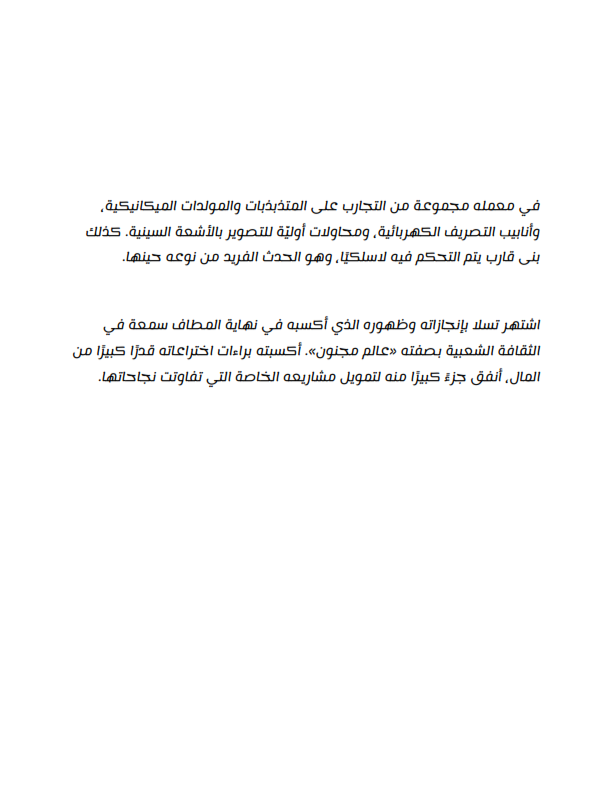 في معمله مجموعة من التجارب على المتذبذبات والمولدات الميكانيكية،
وأنابيب التصريف الكهربائية، ومحاولات أوليّة للتصوير بالأشعة السينية. كذلك
بنى قارب يتم التحكم فيه لاسلكيًا، وهو الحدث الفريد من نوعه حينها.
اشتهر تسلا بإنجازاته وظهوره الذي أكسبه في نهاية المطاف سمعة في
الثقافة الشعبية بصفته «عالم مجنون». أكسبته براءات اختراعاته قدرًا كبيرًا من
المال، أنفق جزءً كبيرًا منه لتمويل مشاريعه الخاصة التي تفاوتت نجاحاتها.